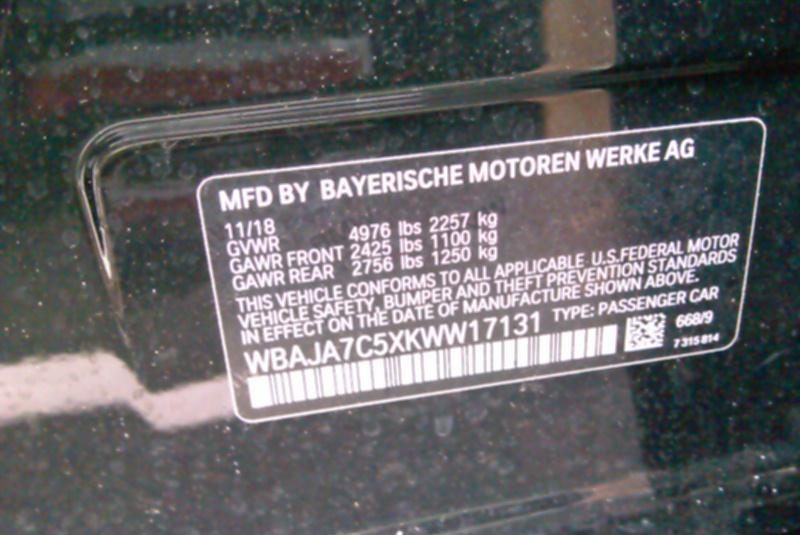 MFD BY BAYERISCHE MOTOREN WERKE AG
11/18
GVWR 4976 lbs 2257 kg
GAWR FRONT 2425 lbs 1100 kg
GAWR REAR 2756 lbs 1250 kg
THIS VEHICLE CONFORMS TO ALL APPLICABLE U.S.FEDERAL MOTOR
VEHICLE SAFETY, BUMPER AND THEFT PREVENTION STANDARDS
IN EFFECT ON THE DATE OF MANUFACTURE SHOWN ABOVE.
WBAJA7C5XKWW17131 TYPE: PASSENGER CAR
668/9
7 315 814